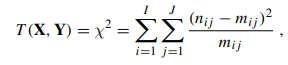 T(X, Y) = χ² = ∑_{i=1}^{I} ∑_{j=1}^{J} (n_{ij} − m_{ij})² / m_{ij} ,